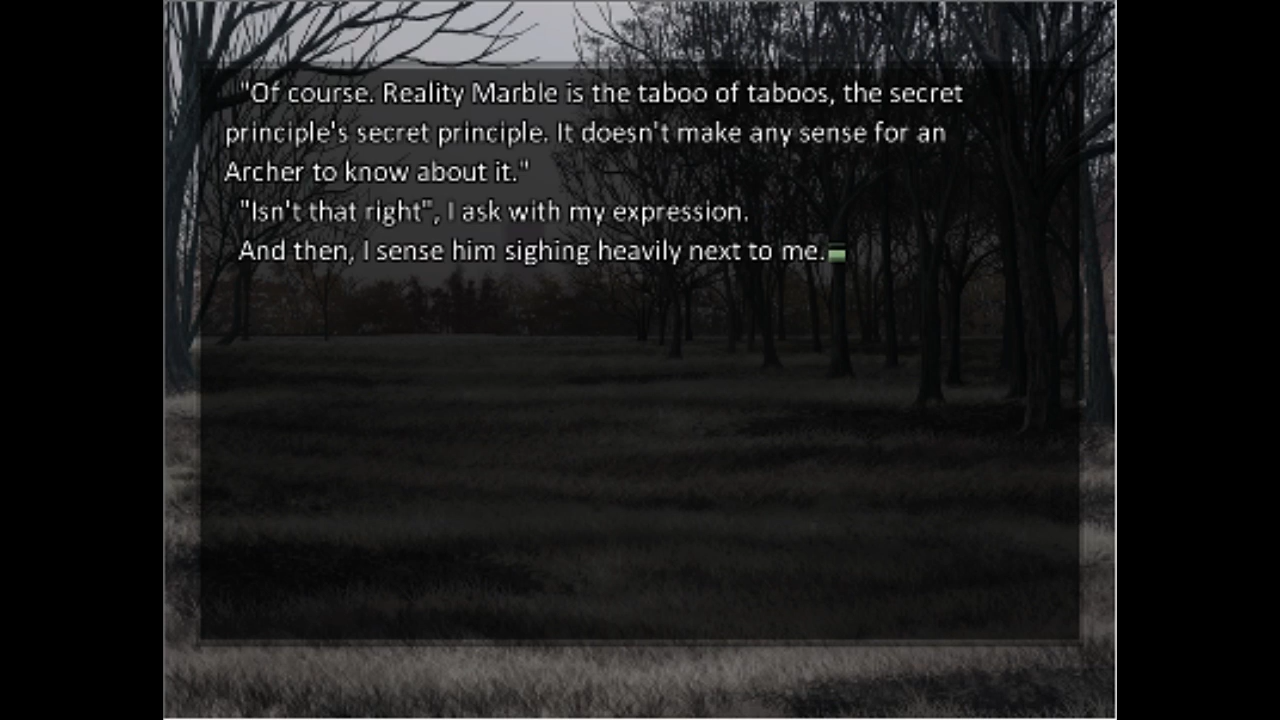 "Of course. Reality Marble is the taboo of taboos, the secret
principle's secret principle. It doesn't make any sense for an
Archer to know about it."
"Isn't that right", I ask with my expression.
And then, I sense him sighing heavily next to me.